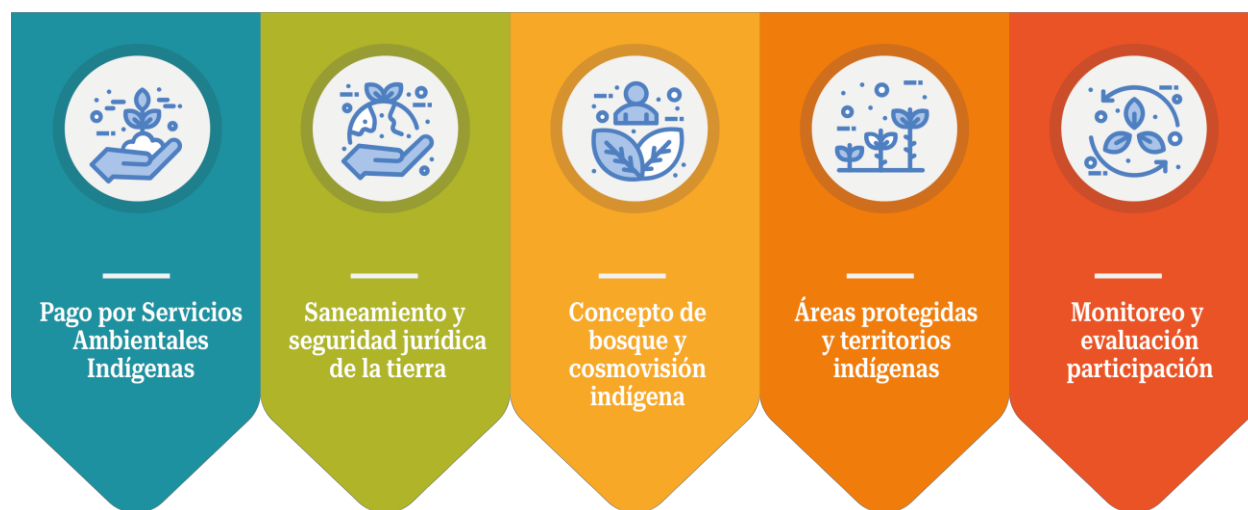 Pago por Servicios
Ambientales
Indígenas
Saneamiento y
seguridad jurídica
de la tierra
Concepto de
bosque y
cosmovisión
indígena
Áreas protegidas
y territorios
indígenas
Monitoreo y
evaluación
participación